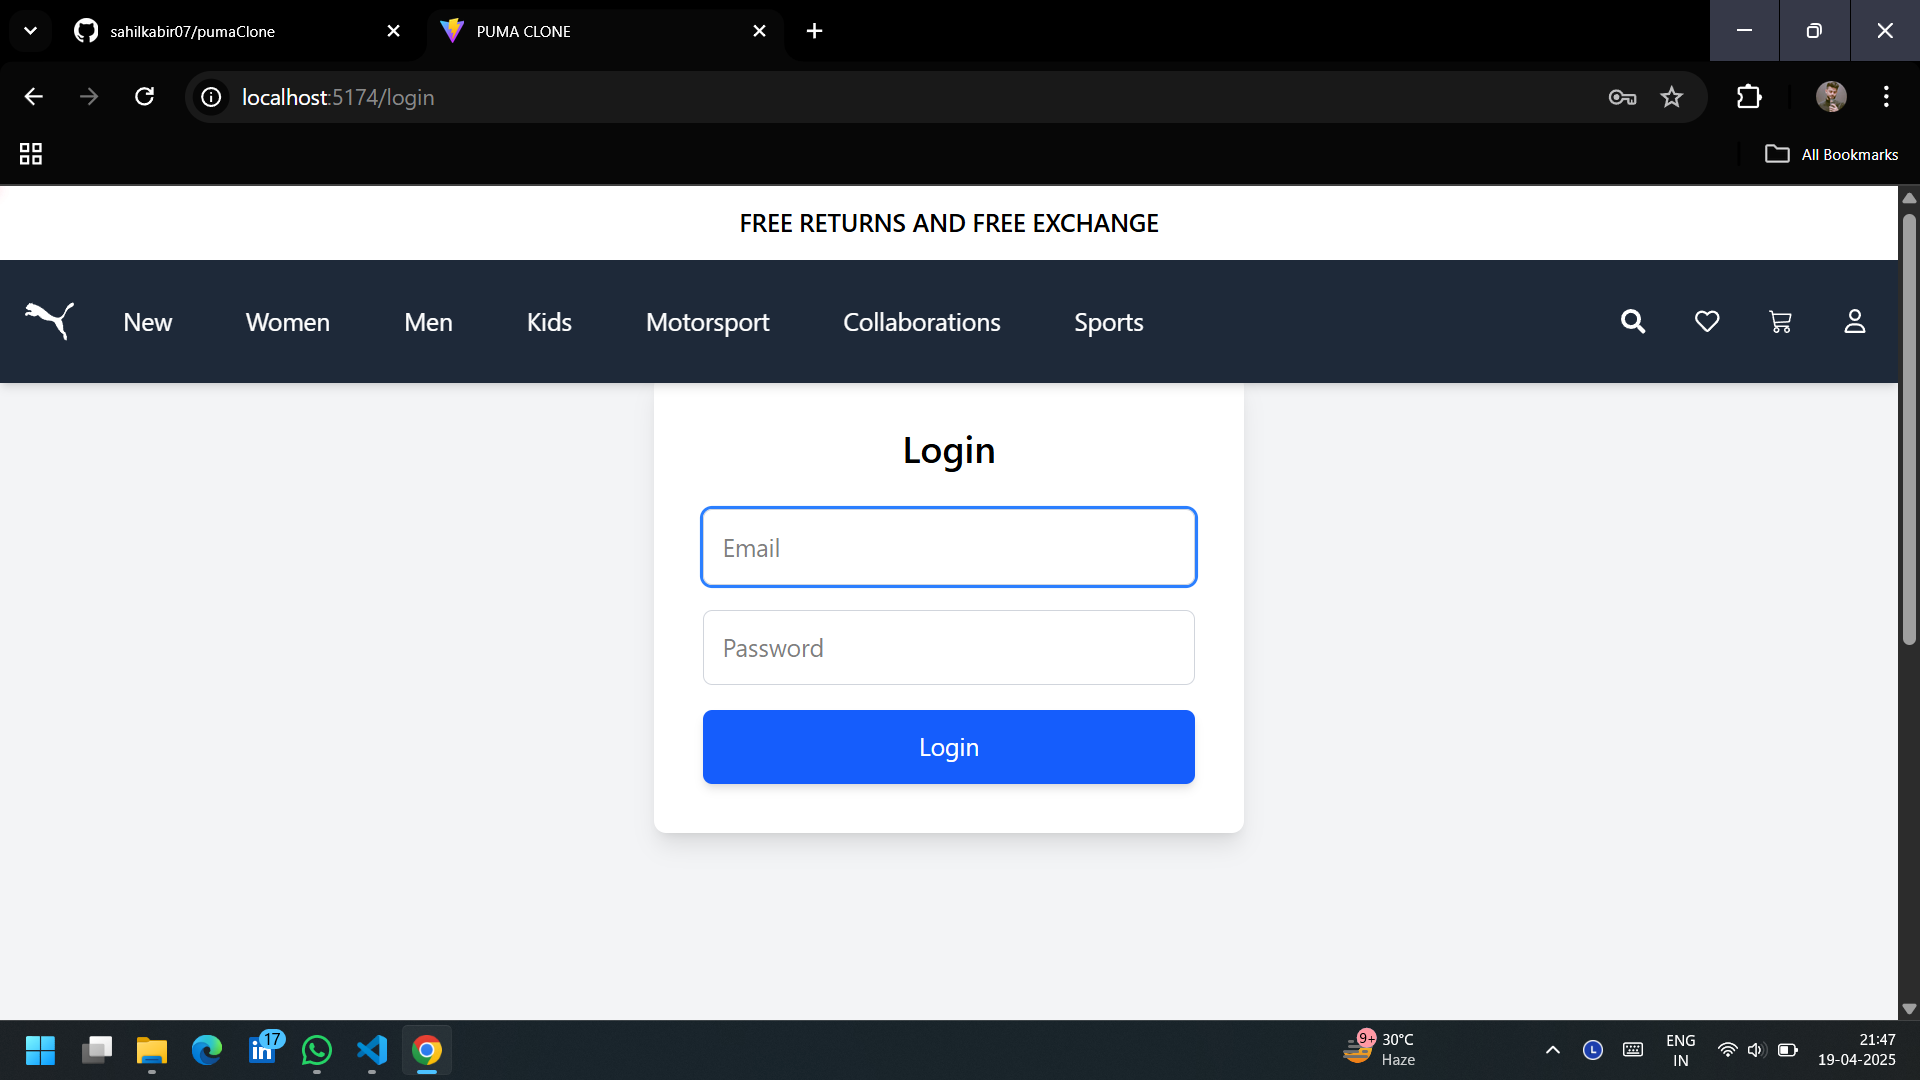 sahilkabir07/pumaClone
PUMA CLONE
localhost:5174/login
All Bookmarks
FREE RETURNS AND FREE EXCHANGE
New Women Men Kids Motorsport Collaborations Sports
Login
Email
Password
Login
17
9+
30°C
Haze
L
ENG
IN
21:47
19-04-2025